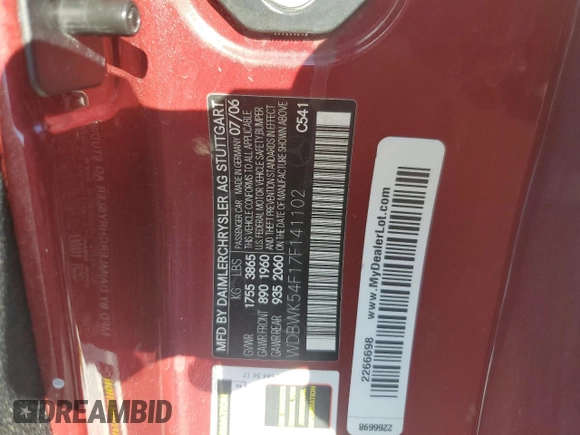 MFD BY DAIMLERCHRYSLER AG STUTTGART
PASSENGER CAR MADE IN GERMANY 07/06
KG LBS
GVWR 1755 3865
GAWR FRONT 890 1960
GAWR REAR 935 2060
THIS VEHICLE CONFORMS TO ALL APPLICABLE
U.S. FEDERAL MOTOR VEHICLE SAFETY,BUMPER
AND THEFT PREVENTION STANDARDS IN EFFECT
ON THE DATE OF MANUFACTURE SHOWN ABOVE
WDBWK54F17F141102 C541
www.MyDealerLot.com
2266698
2266698
DREAMBID